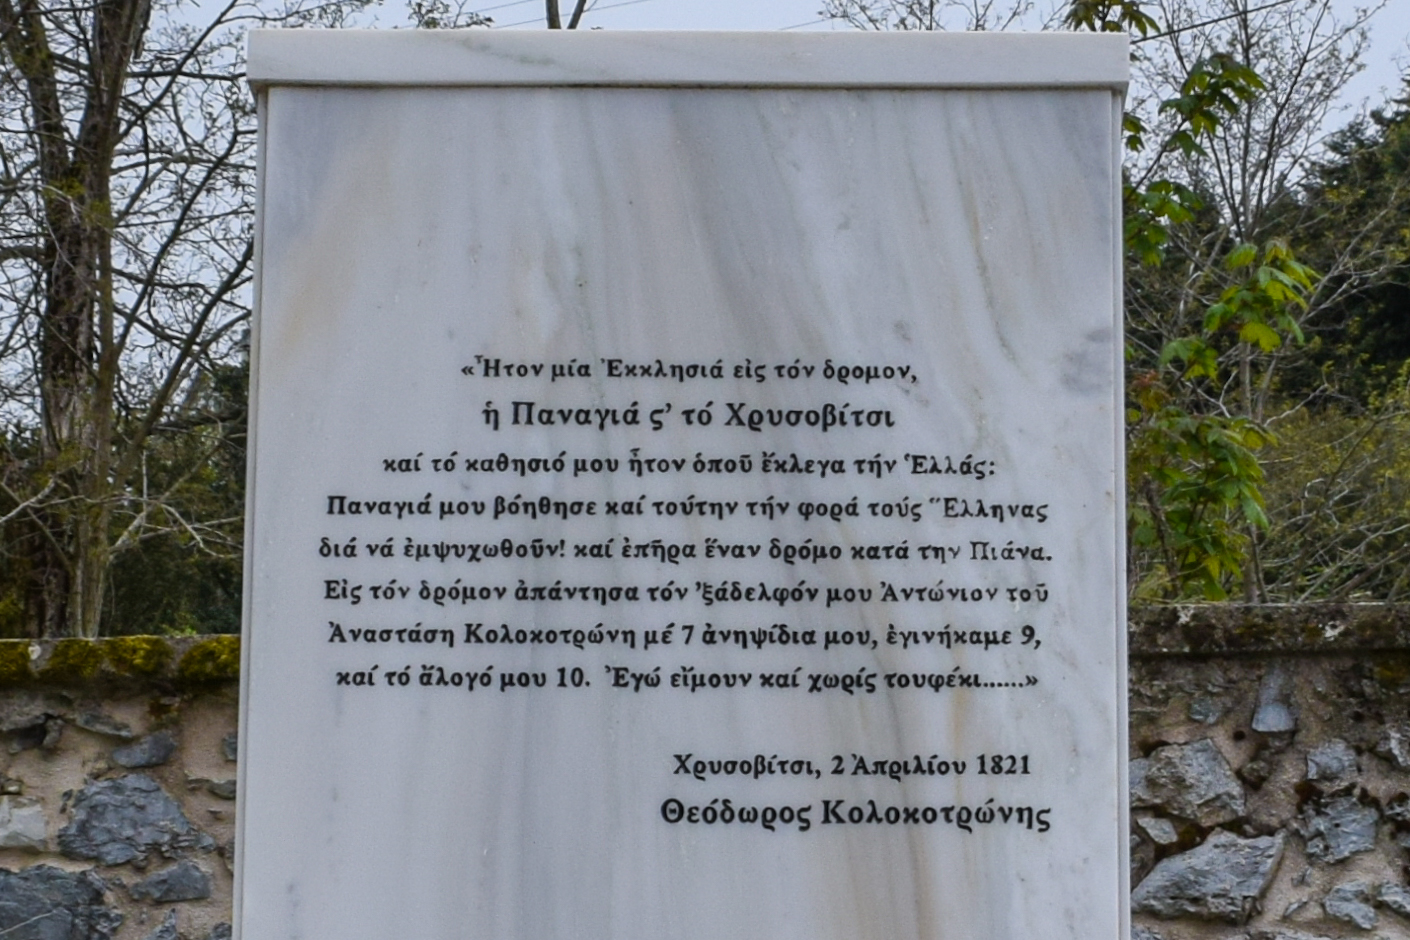 «Ἦτον μία Ἐκκλησιά εἰς τόν δρομον,
ἡ Παναγιά ς’ τό Χρυσοβίτσι
καί τό καθησιό μου ἦτον ὁποῦ ἔκλεγα τήν Ἑλλάς:
Παναγιά μου βόηθησε καί τούτην τήν φορά τούς Ἕλληνας
διά νά ἐμψυχωθοῦν! καί ἐπῆρα ἕναν δρόμο κατά την Πιάνα.
Εἰς τόν δρόμον ἀπάντησα τόν ’ξάδελφόν μου Ἀντώνιον τοῦ
Ἀναστάση Κολοκοτρώνη μέ 7 ἀνηψίδια μου, ἐγινήκαμε 9,
καί τό ἄλογό μου 10. Ἐγώ εἴμουν καί χωρίς τουφέκι......»
Χρυσοβίτσι, 2 Ἀπριλίου 1821
Θεόδωρος Κολοκοτρώνης